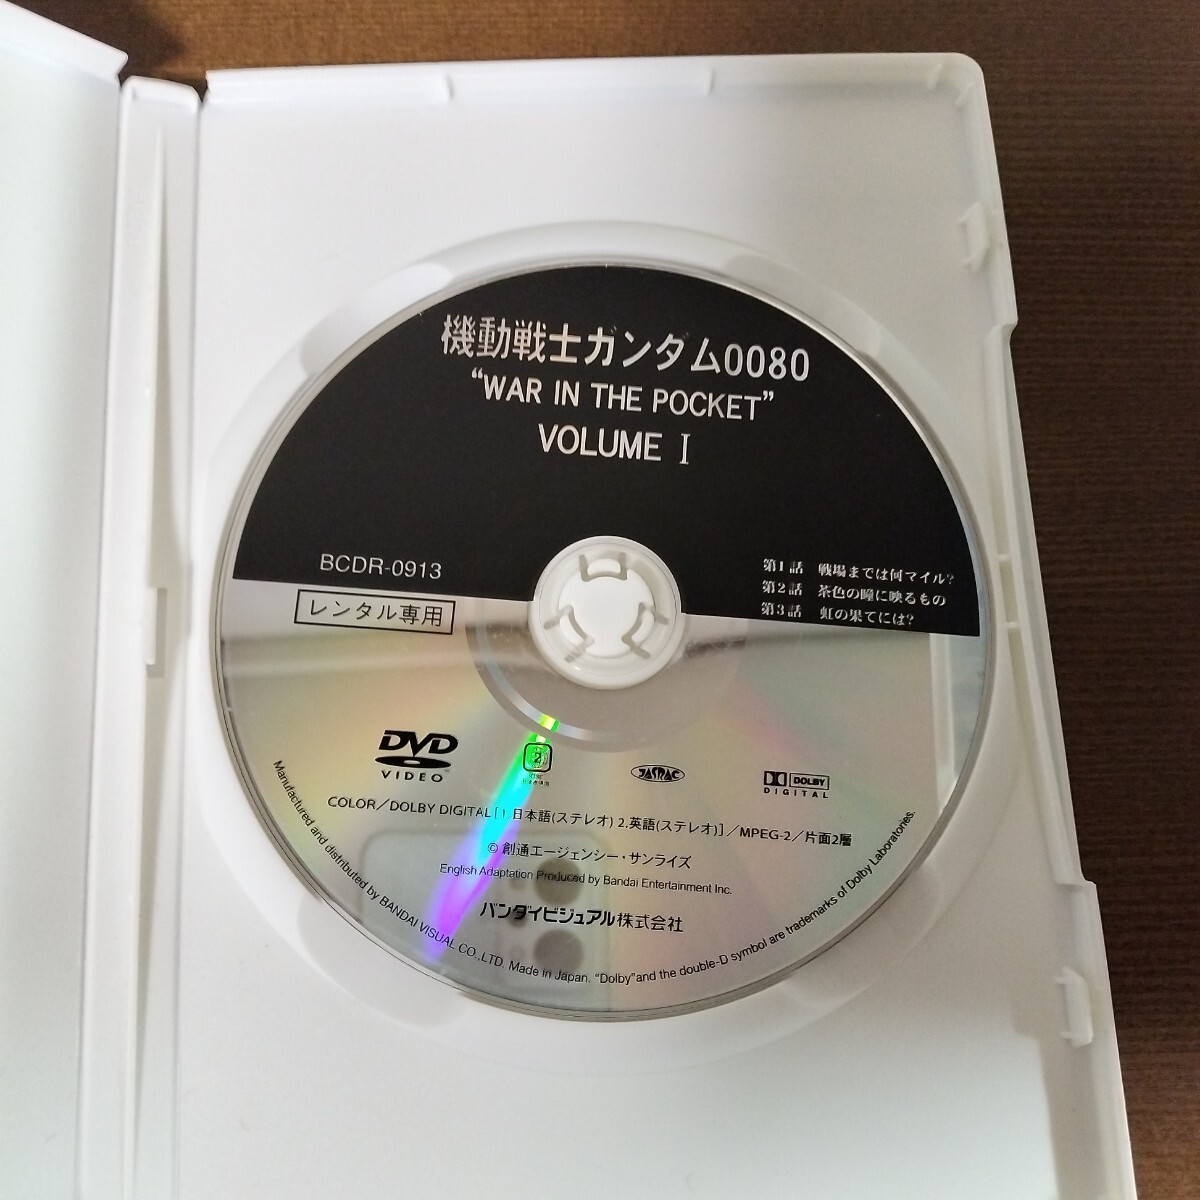 機動戦士ガンダム0080
“WAR IN THE POCKET”
VOLUME Ⅰ
BCDR-0913
レンタル専用
第1話 戦場までは何マイル?
第2話 茶色の瞳に映るもの
第3話 虹の果てには?
DVD
VIDEO
2
NTSC
JASRAC
DOLBY
DIGITAL
COLOR/DOLBY DIGITAL[1.日本語(ステレオ) 2.英語(ステレオ)]/MPEG-2/片面2層
© 創通エージェンシー・サンライズ
English Adaptation Produced by Bandai Entertainment Inc.
バンダイビジュアル株式会社
Manufactured and distributed by BANDAI VISUAL CO.,LTD. Made in Japan. “Dolby”and the double-D symbol are trademarks of Dolby Laboratories.